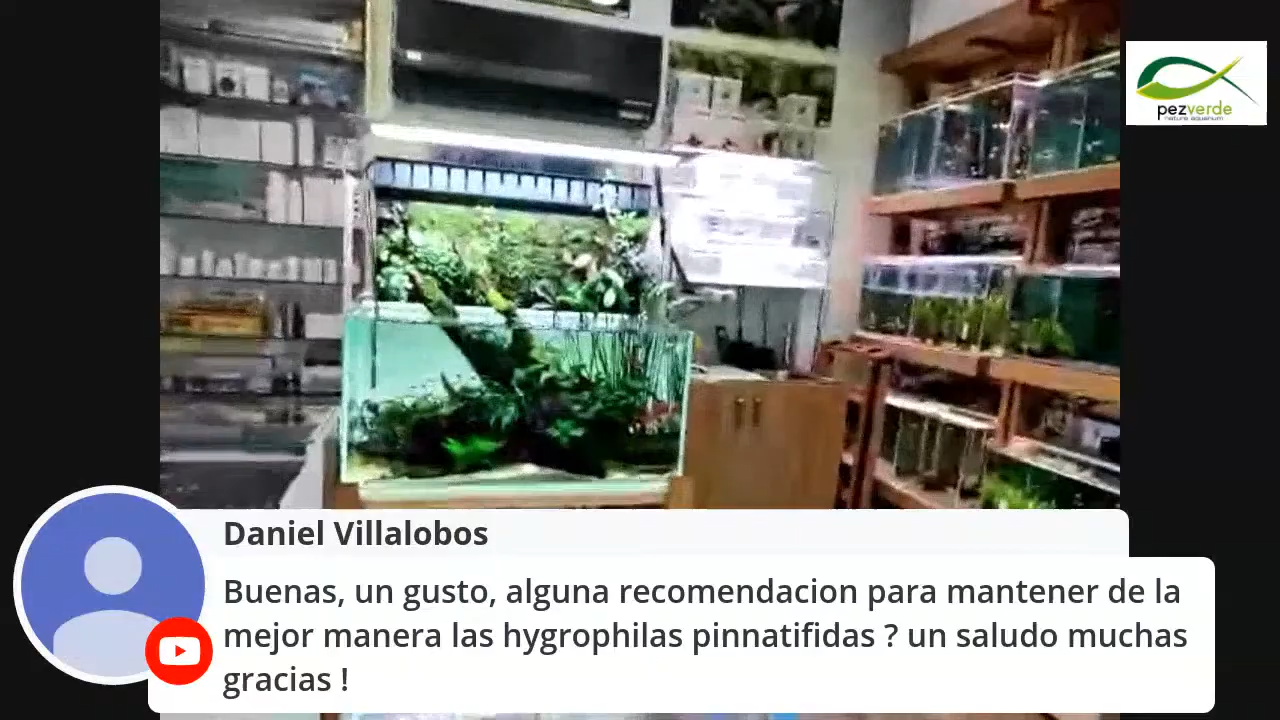 pezverde
nature aquarium
Daniel Villalobos
Buenas, un gusto, alguna recomendacion para mantener de la
mejor manera las hygrophilas pinnatifidas ? un saludo muchas
gracias !